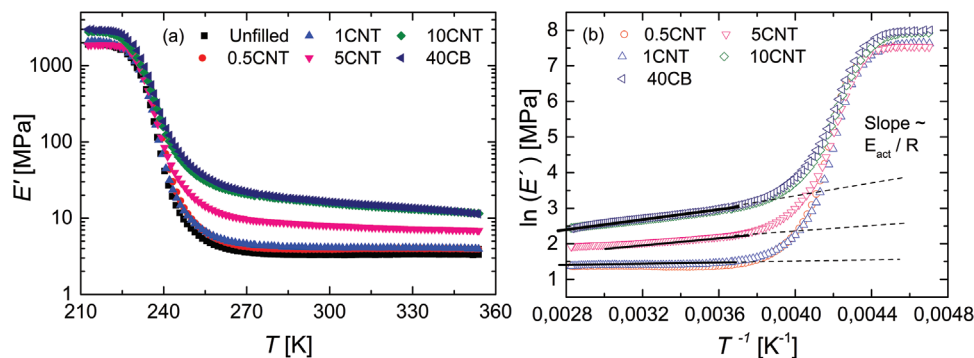 (a)
Unfilled 1CNT 10CNT
0.5CNT 5CNT 40CB
E' [MPa]
1000
100
10
1
210 240 270 300 330 360
T [K]
(b)
0.5CNT 5CNT
1CNT 10CNT
40CB
Slope ~
E_act / R
ln (E´) [MPa]
8
7
6
5
4
3
2
1
0
0,0028 0,0032 0,0036 0,0040 0,0044 0,0048
T ⁻¹ [K⁻¹]